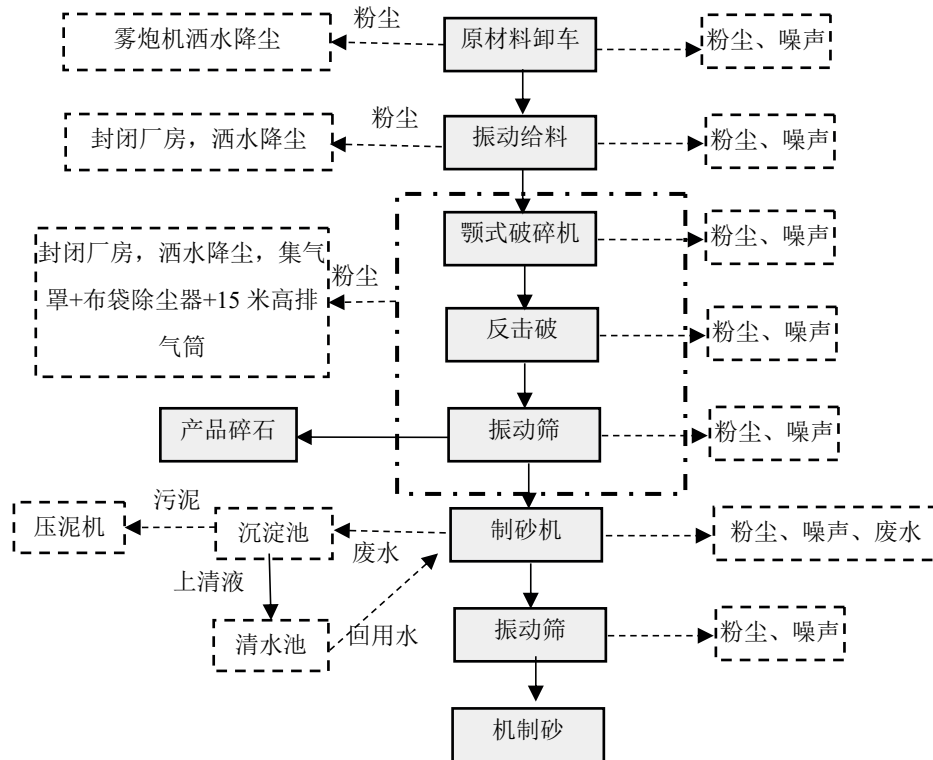 粉尘
雾炮机洒水降尘
原材料卸车
粉尘、噪声
粉尘
封闭厂房，洒水降尘
振动给料
粉尘、噪声
颚式破碎机
粉尘、噪声
封闭厂房，洒水降尘，集气
罩+布袋除尘器+15 米高排
气筒
粉尘
反击破
粉尘、噪声
产品碎石
振动筛
粉尘、噪声
压泥机
污泥
沉淀池
废水
制砂机
粉尘、噪声、废水
上清液
清水池
回用水
振动筛
粉尘、噪声
机制砂